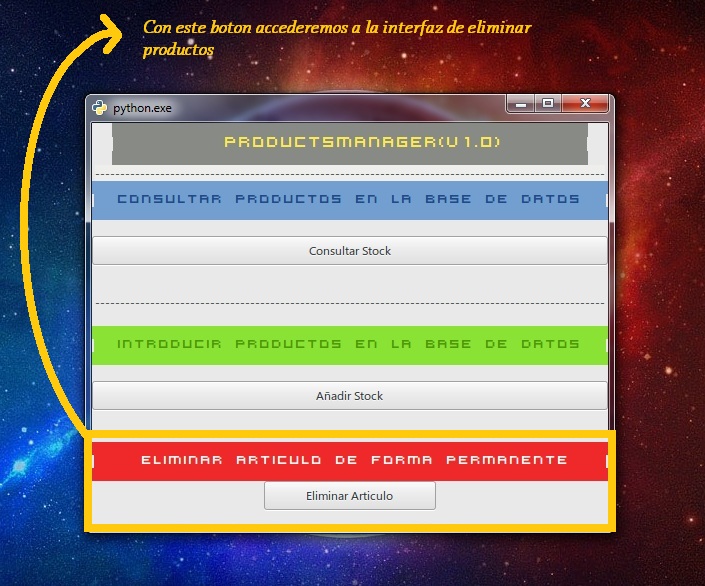 Con este boton accederemos a la interfaz de eliminar
productos
python.exe
PRODUCTSMANAGER(V 1.0)
CONSULTAR PRODUCTOS EN LA BASE DE DATOS
Consultar Stock
INTRODUCIR PRODUCTOS EN LA BASE DE DATOS
Añadir Stock
ELIMINAR ARTICULO DE FORMA PERMANENTE
Eliminar Articulo